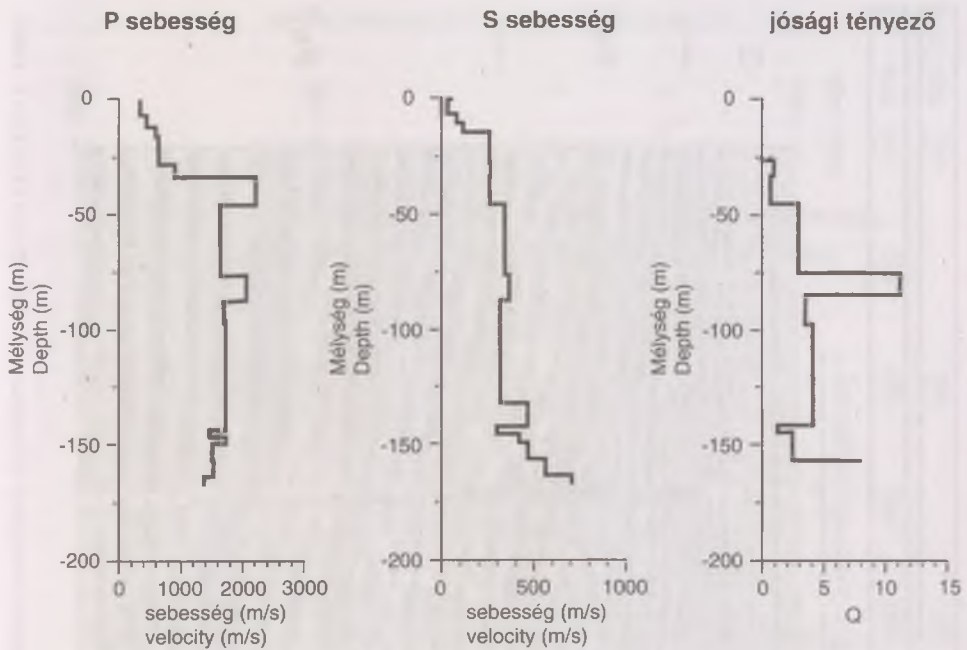 P sebesség
S sebesség
jósági tényező
0
-50
-100
-150
-200
Mélység (m)
Depth (m)
0 1000 2000 3000
sebesség (m/s)
velocity (m/s)
0
-50
-100
-150
-200
Mélység (m)
Depth (m)
0 500 1000
sebesség (m/s)
velocity (m/s)
0
-50
-100
-150
-200
Mélység (m)
Depth (m)
0 5 10 15
Q